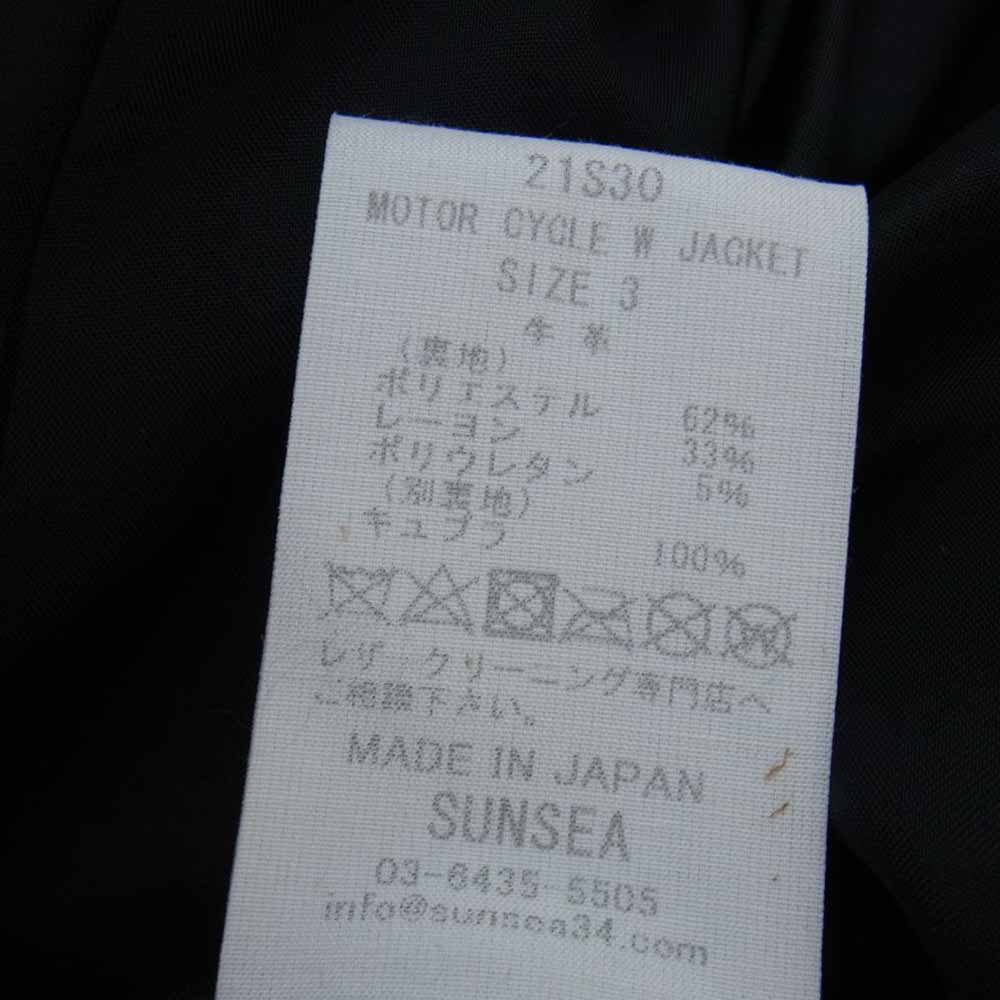 21S30
MOTOR CYCLE W JACKET
SIZE 3
牛 革
(裏地)
ポリエステル 62%
レーヨン 33%
ポリウレタン 5%
(別裏地)
キュプラ 100%
レザークリーニング専門店へ
ご相談下さい。
MADE IN JAPAN
SUNSEA
03-6435-5505
info@sunsea34.com